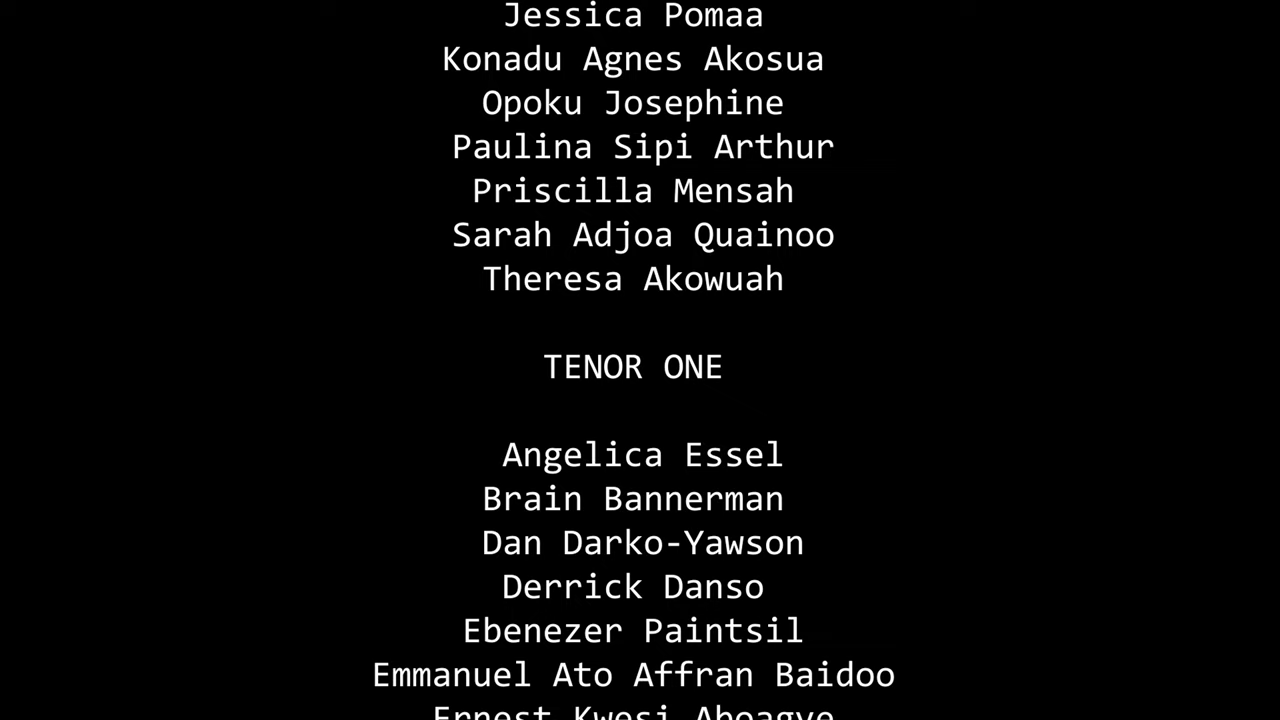 Jessica Pomaa
Konadu Agnes Akosua
Opoku Josephine
Paulina Sipi Arthur
Priscilla Mensah
Sarah Adjoa Quainoo
Theresa Akowuah
TENOR ONE
Angelica Essel
Brain Bannerman
Dan Darko-Yawson
Derrick Danso
Ebenezer Paintsil
Emmanuel Ato Affran Baidoo
Ernest Kwesi Aboagye